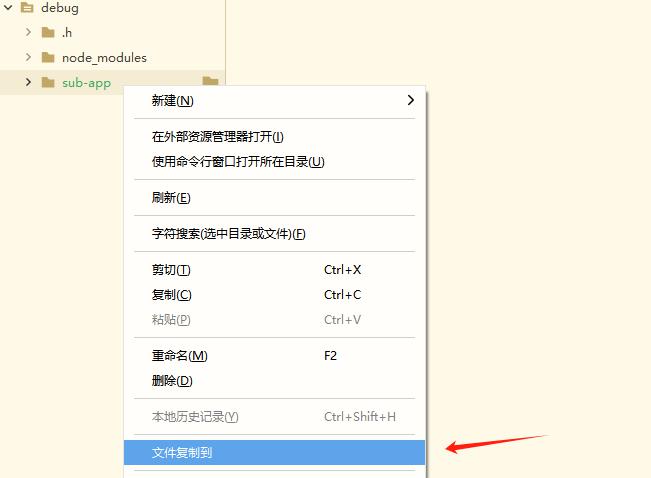 debug
.h
node_modules
sub-app
新建(N)
在外部资源管理器打开(I)
使用命令行窗口打开所在目录(U)
刷新(E)
字符搜索(选中目录或文件)(F)
剪切(T) Ctrl+X
复制(C) Ctrl+C
粘贴(P) Ctrl+V
重命名(M) F2
删除(D)
本地历史记录(Y) Ctrl+Shift+H
文件复制到